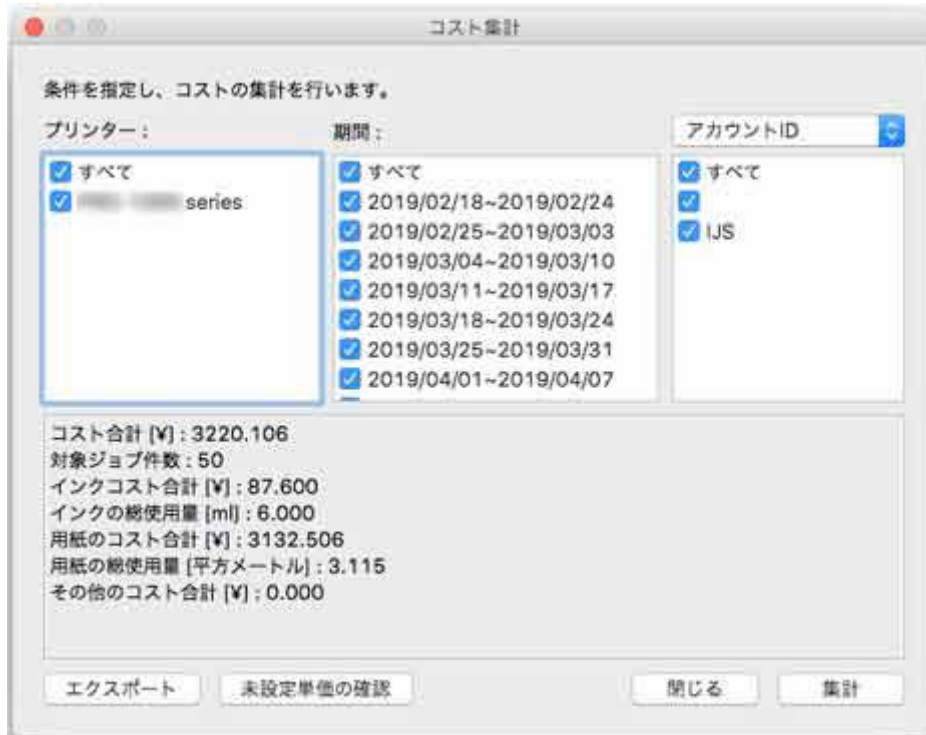 コスト集計
条件を指定し、コストの集計を行います。
プリンター：
すべて
series
期間：
すべて
2019/02/18~2019/02/24
2019/02/25~2019/03/03
2019/03/04~2019/03/10
2019/03/11~2019/03/17
2019/03/18~2019/03/24
2019/03/25~2019/03/31
2019/04/01~2019/04/07
アカウントID
すべて
IJS
コスト合計 [¥] : 3220.106
対象ジョブ件数 : 50
インクコスト合計 [¥] : 87.600
インクの総使用量 [ml] : 6.000
用紙のコスト合計 [¥] : 3132.506
用紙の総使用量 [平方メートル] : 3.115
その他のコスト合計 [¥] : 0.000
エクスポート
未設定単価の確認
閉じる
集計